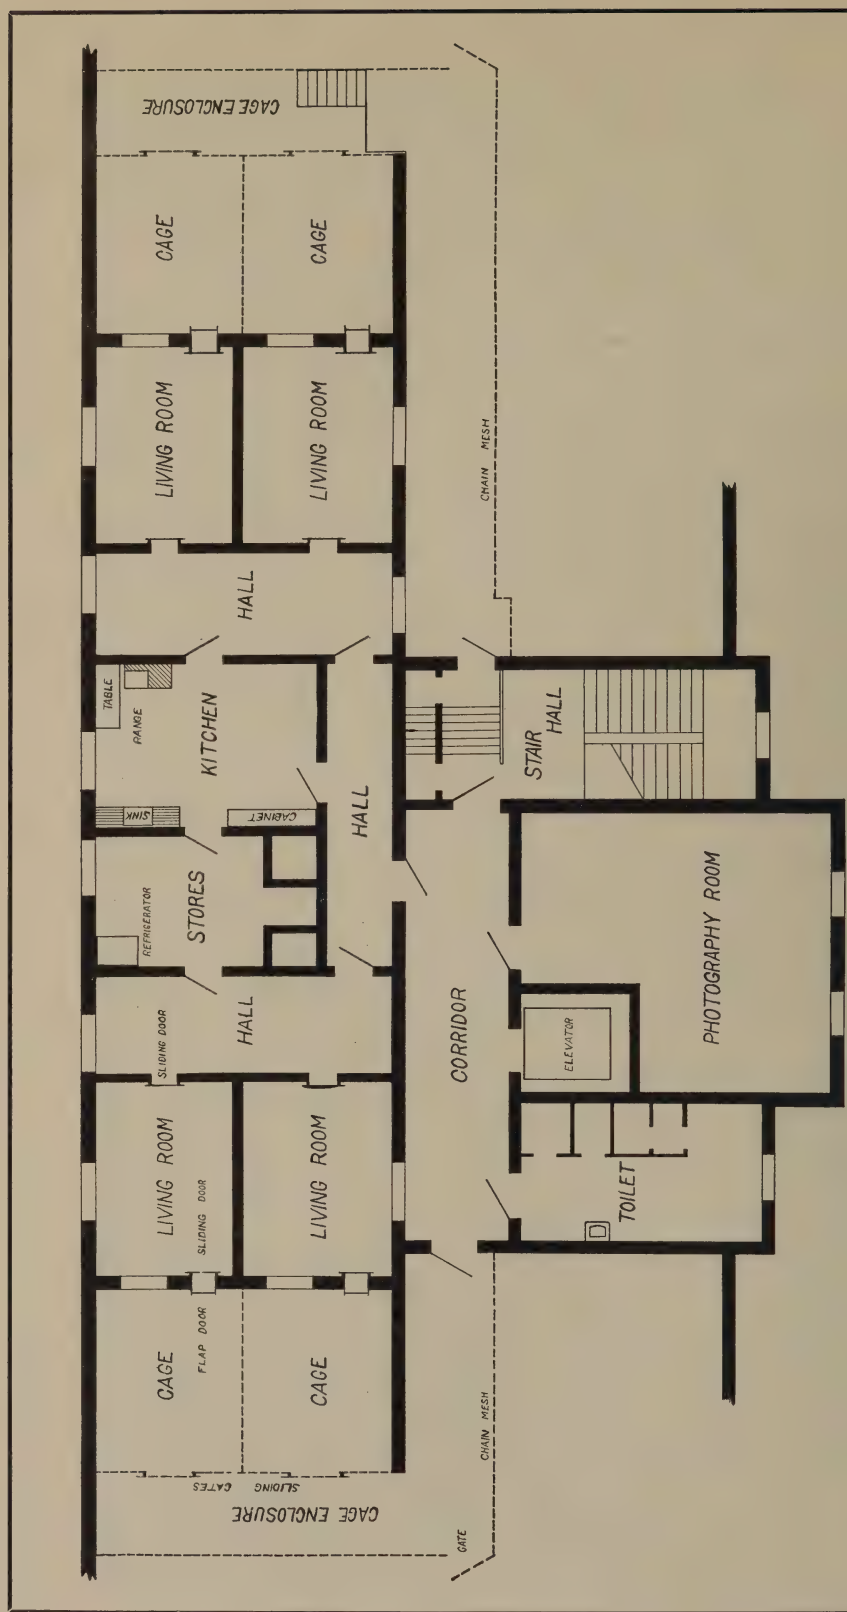 CAGE ENCLOSURE
CAGE
CAGE
LIVING ROOM
LIVING ROOM
CHAIN MESH
HALL
TABLE
RANGE
KITCHEN
SINK
CABINET
HALL
STAIR
HALL
REFRIGERATOR
STORES
PHOTOGRAPHY ROOM
HALL
SLIDING DOOR
CORRIDOR
ELEVATOR
LIVING ROOM
SLIDING DOOR
LIVING ROOM
TOILET
CAGE
FLAP DOOR
CAGE
CHAIN MESH
SLIDING GATES
CAGE ENCLOSURE
GATE